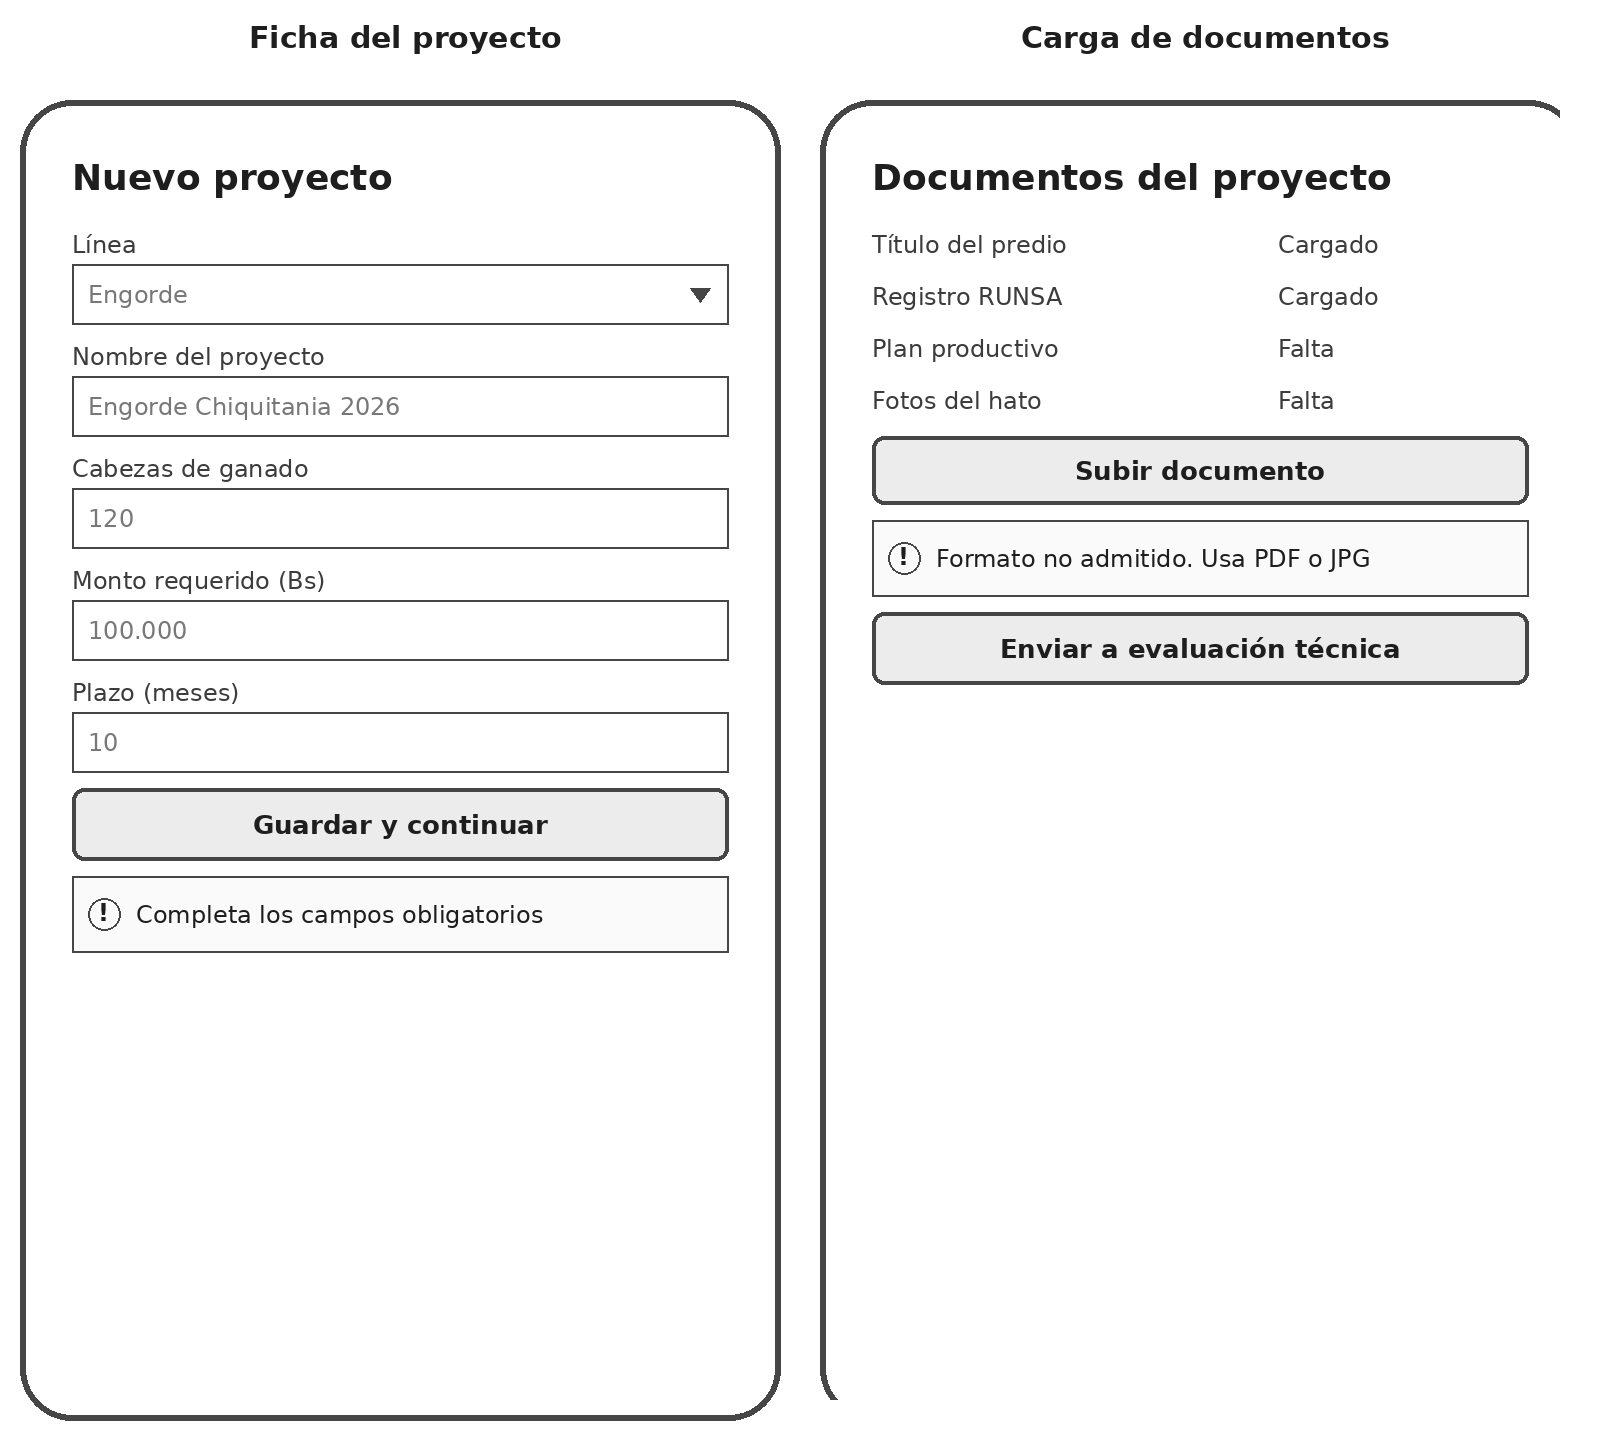 Ficha del proyecto
Nuevo proyecto
Línea
Engorde
Nombre del proyecto
Engorde Chiquitania 2026
Cabezas de ganado
120
Monto requerido (Bs)
100.000
Plazo (meses)
10
Guardar y continuar
! Completa los campos obligatorios
Carga de documentos
Documentos del proyecto
Título del predio Cargado
Registro RUNSA Cargado
Plan productivo Falta
Fotos del hato Falta
Subir documento
! Formato no admitido. Usa PDF o JPG
Enviar a evaluación técnica